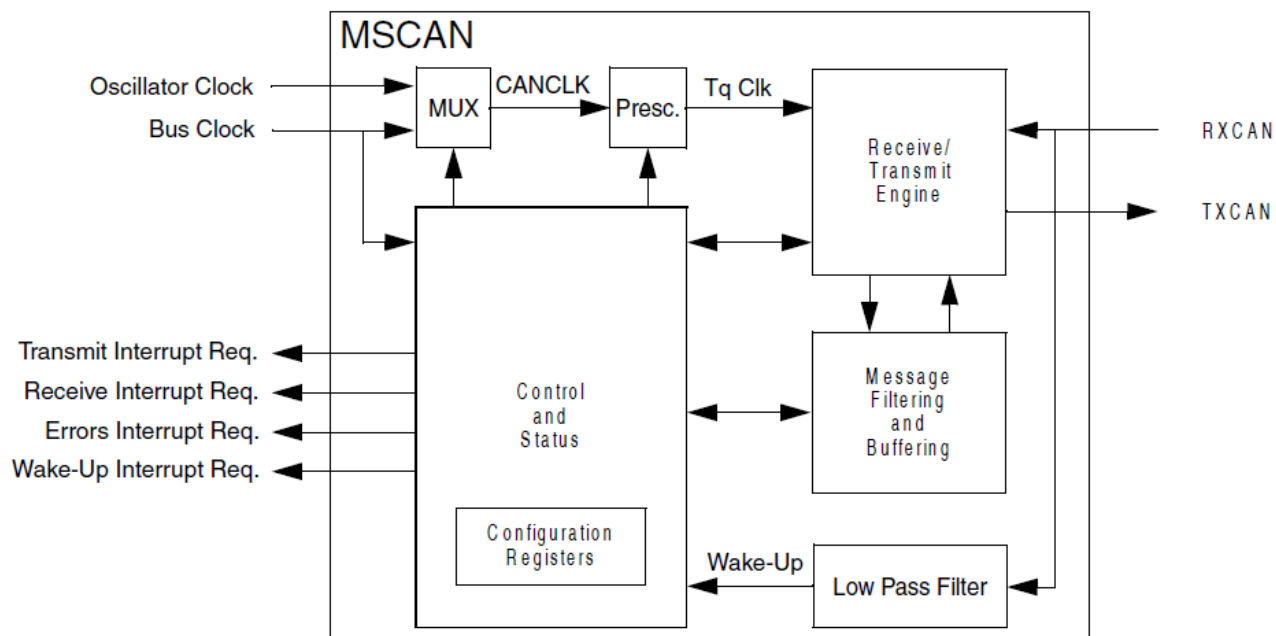 MSCAN
Oscillator Clock
Bus Clock
MUX
CANCLK
Presc.
Tq Clk
Receive/
Transmit
Engine
RXCAN
TXCAN
Transmit Interrupt Req.
Receive Interrupt Req.
Errors Interrupt Req.
Wake-Up Interrupt Req.
Control
and
Status
Message
Filtering
and
Buffering
Configuration
Registers
Wake-Up
Low Pass Filter